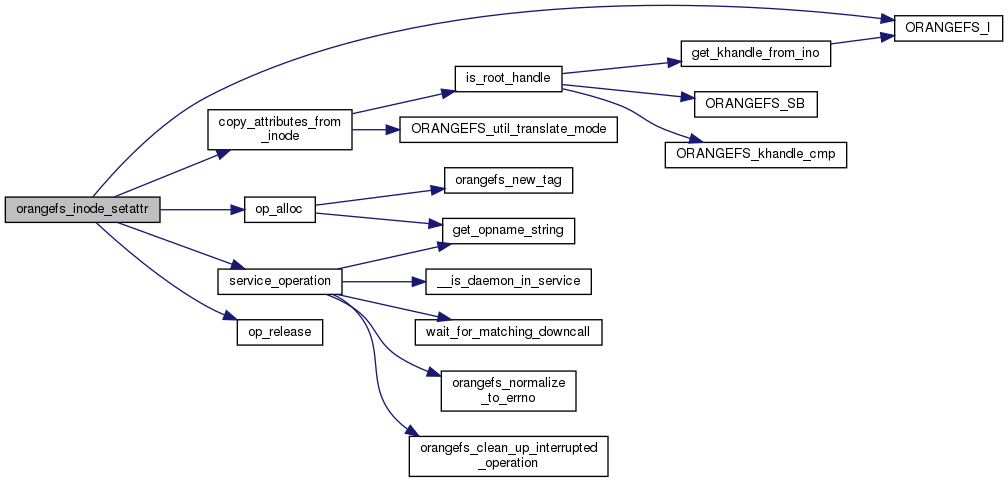 ORANGEFS_I
get_khandle_from_ino
is_root_handle
ORANGEFS_SB
copy_attributes_from
_inode
ORANGEFS_util_translate_mode
ORANGEFS_khandle_cmp
orangefs_new_tag
orangefs_inode_setattr
op_alloc
get_opname_string
service_operation
__is_daemon_in_service
op_release
wait_for_matching_downcall
orangefs_normalize
_to_errno
orangefs_clean_up_interrupted
_operation